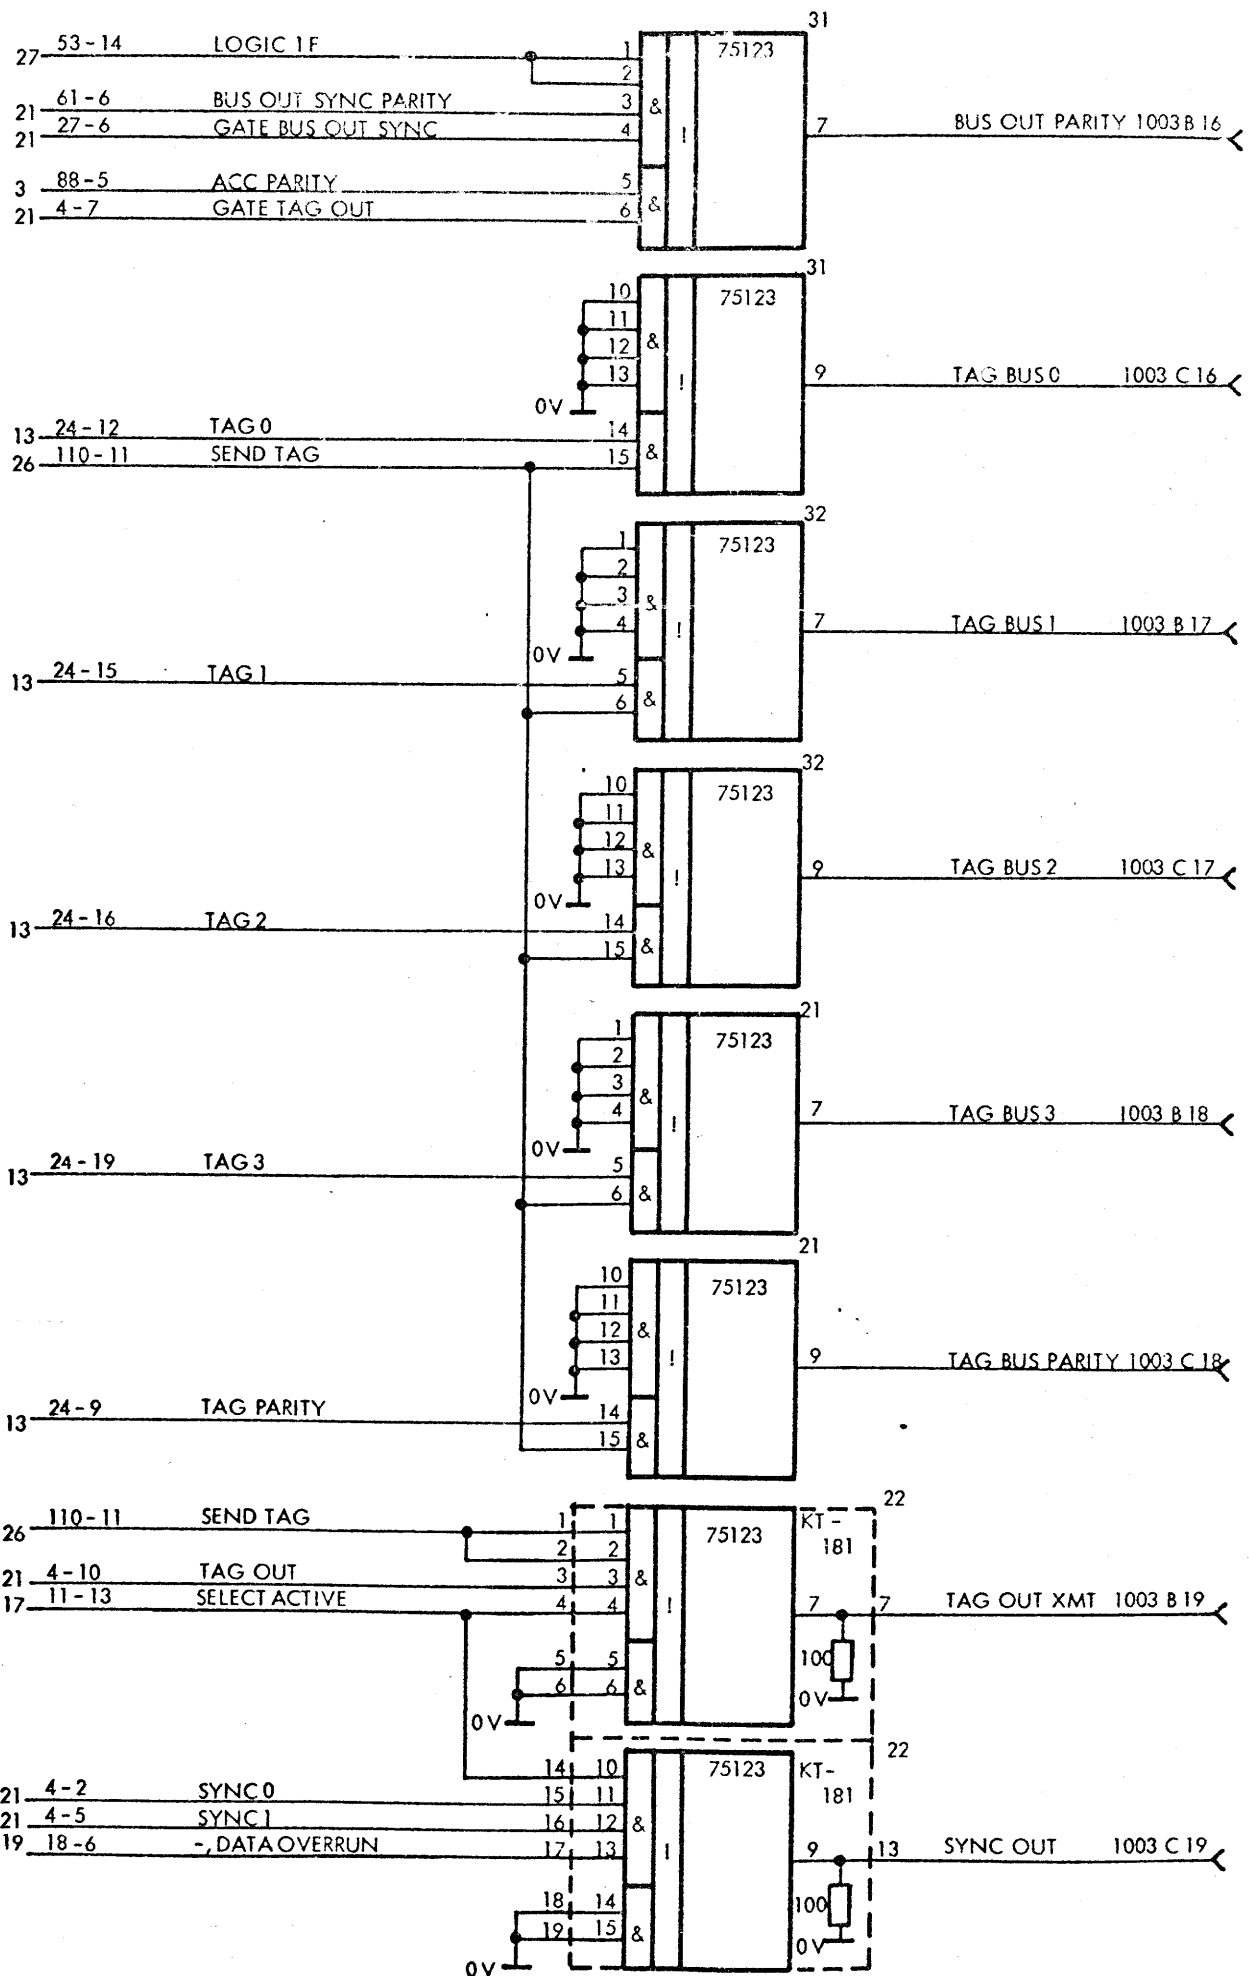 31
27 53-14 LOGIC 1F 1 75123
2
21 61-6 BUS OUT SYNC PARITY 3 &
21 27-6 GATE BUS OUT SYNC 4 ! 7 BUS OUT PARITY 1003 B 16
3 88-5 ACC PARITY 5
21 4-7 GATE TAG OUT 6 &
31
10 75123
11
12 &
13 ! 9 TAG BUS 0 1003 C 16
0V
13 24-12 TAG 0 14
26 110-11 SEND TAG 15 &
32
1 75123
2
3 &
4 ! 7 TAG BUS 1 1003 B 17
0V
13 24-15 TAG 1 5
6 &
32
10 75123
11
12 &
13 ! 9 TAG BUS 2 1003 C 17
0V
13 24-16 TAG 2 14
15 &
21
1 75123
2
3 &
4 ! 7 TAG BUS 3 1003 B 18
0V
13 24-19 TAG 3 5
6 &
21
10 75123
11
12 &
13 ! 9 TAG BUS PARITY 1003 C 18
0V
13 24-9 TAG PARITY 14
15 &
22
26 110-11 SEND TAG 1 1 75123 KT-
2 2 181
21 4-10 TAG OUT 3 3 &
17 11-13 SELECT ACTIVE 4 4 ! 7 7 TAG OUT XMT 1003 B 19
5 5 100
6 6 & 0V
0V
22
14 10 75123 KT-
21 4-2 SYNC 0 15 11 181
21 4-5 SYNC 1 16 12 &
19 18-6 -, DATA OVERRUN 17 13 ! 9 13 SYNC OUT 1003 C 19
18 14 100
19 15 & 0V
0V